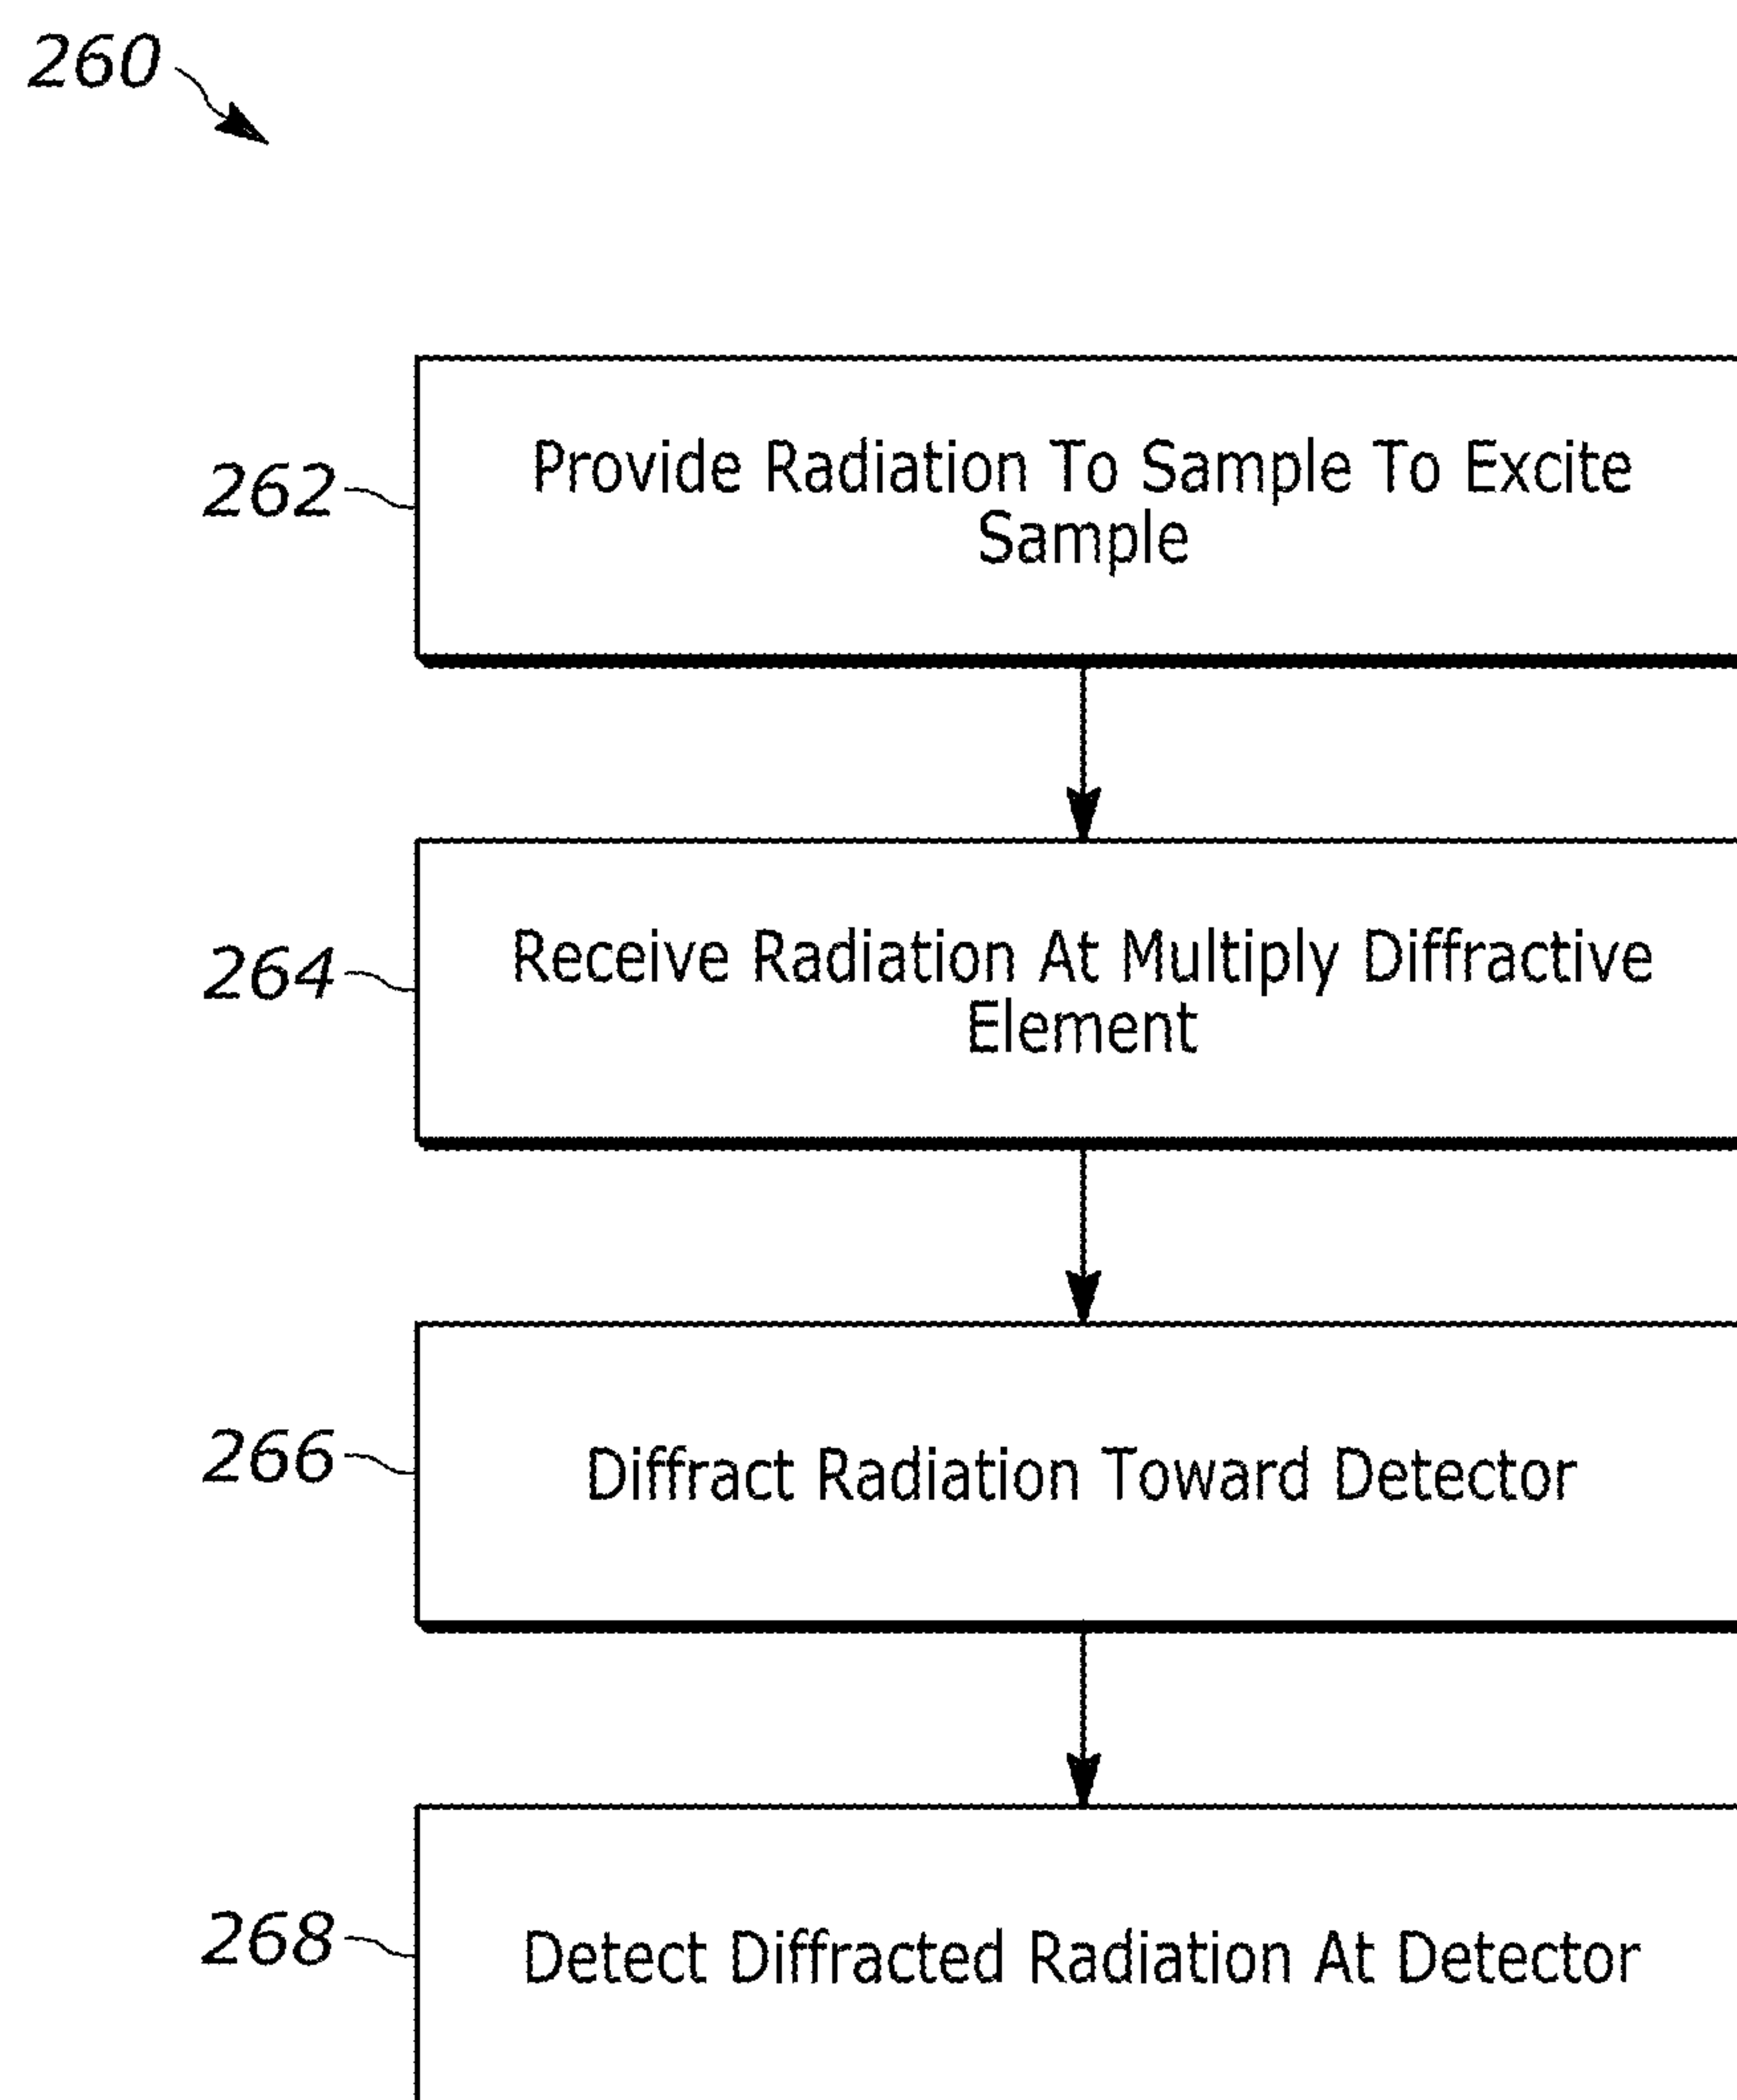 260
262
Provide Radiation To Sample To Excite
Sample
264
Receive Radiation At Multiply Diffractive
Element
266
Diffract Radiation Toward Detector
268
Detect Diffracted Radiation At Detector